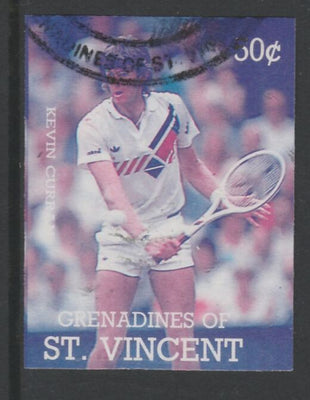 60¢
KEVIN CURR
GRENADINES OF
ST. VINCENT